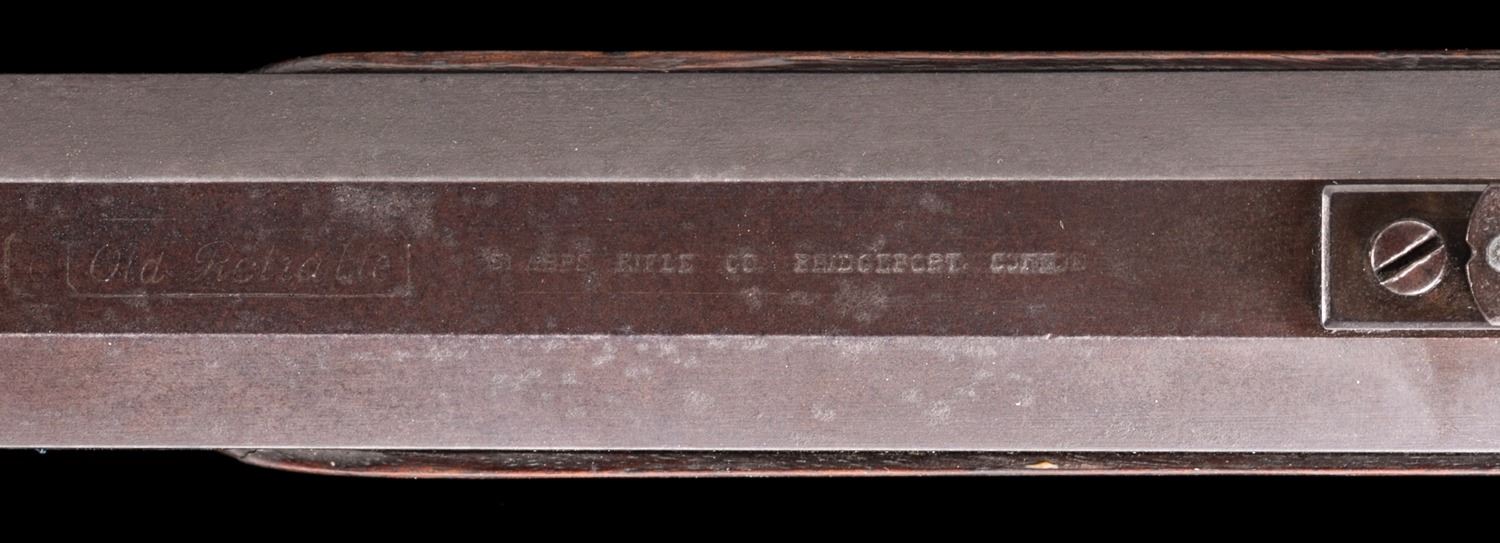 Old Reliable SHARPS RIFLE CO. BRIDGEPORT, CONN.